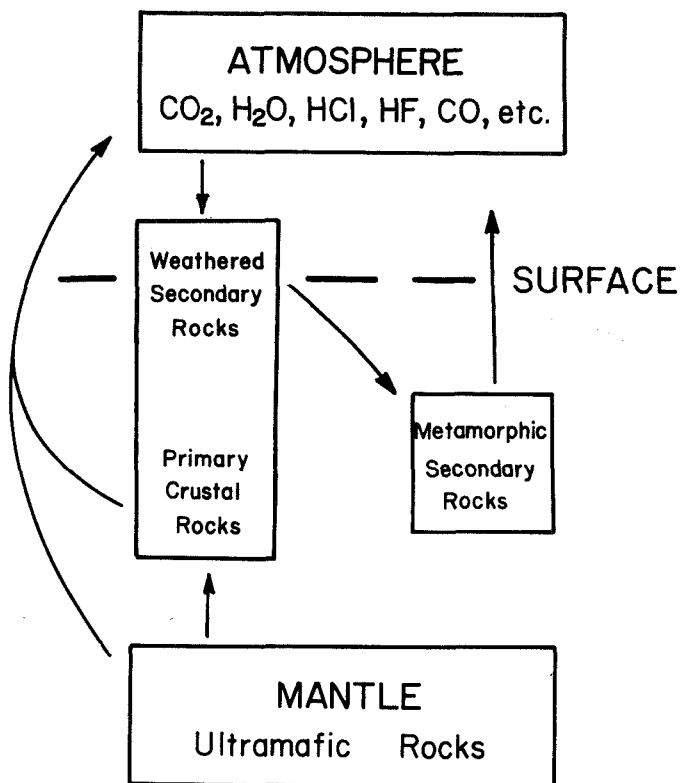 ATMOSPHERE
CO₂, H₂O, HCl, HF, CO, etc.
Weathered
Secondary
Rocks
SURFACE
Primary
Crustal
Rocks
Metamorphic
Secondary
Rocks
MANTLE
Ultramafic Rocks